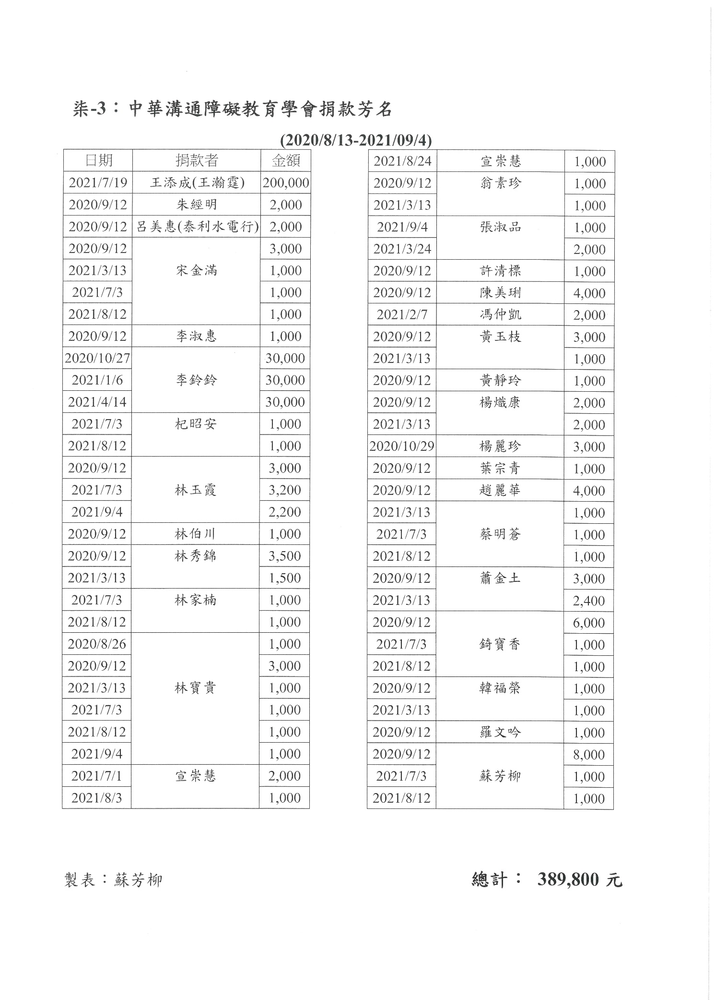 柒-3：中華溝通障礙教育學會捐款芳名
(2020/8/13-2021/09/4)
日期 捐款者 金額
2021/7/19 王添成(王瀚霆) 200,000
2020/9/12 朱經明 2,000
2020/9/12 呂美惠(泰利水電行) 2,000
2020/9/12 3,000
2021/3/13 宋金滿 1,000
2021/7/3 1,000
2021/8/12 1,000
2020/9/12 李淑惠 1,000
2020/10/27 30,000
2021/1/6 李鈴鈴 30,000
2021/4/14 30,000
2021/7/3 杞昭安 1,000
2021/8/12 1,000
2020/9/12 3,000
2021/7/3 林玉霞 3,200
2021/9/4 2,200
2020/9/12 林伯川 1,000
2020/9/12 林秀錦 3,500
2021/3/13 1,500
2021/7/3 林家楠 1,000
2021/8/12 1,000
2020/8/26 1,000
2020/9/12 3,000
2021/3/13 林寶貴 1,000
2021/7/3 1,000
2021/8/12 1,000
2021/9/4 1,000
2021/7/1 宣崇慧 2,000
2021/8/3 1,000
2021/8/24 宣崇慧 1,000
2020/9/12 翁素珍 1,000
2021/3/13 1,000
2021/9/4 張淑品 1,000
2021/3/24 2,000
2020/9/12 許清標 1,000
2020/9/12 陳美琍 4,000
2021/2/7 馮仲凱 2,000
2020/9/12 黃玉枝 3,000
2021/3/13 1,000
2020/9/12 黃靜玲 1,000
2020/9/12 楊熾康 2,000
2021/3/13 2,000
2020/10/29 楊麗珍 3,000
2020/9/12 葉宗青 1,000
2020/9/12 趙麗華 4,000
2021/3/13 1,000
2021/7/3 蔡明蒼 1,000
2021/8/12 1,000
2020/9/12 蕭金土 3,000
2021/3/13 2,400
2020/9/12 6,000
2021/7/3 錡寶香 1,000
2021/8/12 1,000
2020/9/12 韓福榮 1,000
2021/3/13 1,000
2020/9/12 羅文吟 1,000
2020/9/12 8,000
2021/7/3 蘇芳柳 1,000
2021/8/12 1,000
製表：蘇芳柳
總計： 389,800 元